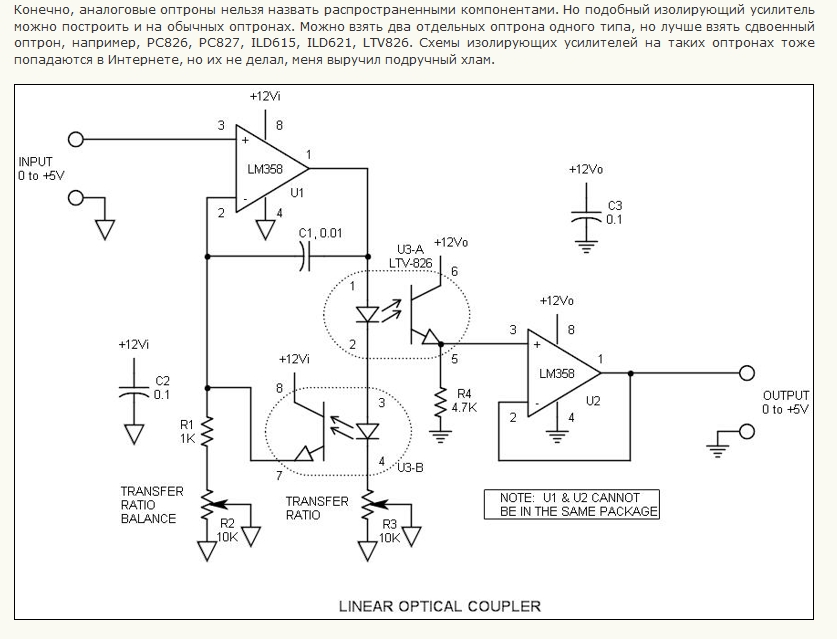 Конечно, аналоговые оптроны нельзя назвать распространенными компонентами. Но подобный изолирующий усилитель
можно построить и на обычных оптронах. Можно взять два отдельных оптрона одного типа, но лучше взять сдвоенный
оптрон, например, PC826, PC827, ILD615, ILD621, LTV826. Схемы изолирующих усилителей на таких оптронах тоже
попадаются в Интернете, но их не делал, меня выручил подручный хлам.
+12Vi
3
8
+
1
INPUT
0 to +5V
LM358
U1
-
2
4
+12Vo
C3
0.1
C1, 0.01
U3-A
LTV-826
+12Vo
6
1
2
5
+12Vo
3
8
+
1
LM358
U2
-
2
4
OUTPUT
0 to +5V
+12Vi
C2
0.1
+12Vi
8
3
R4
4.7K
R1
1K
7
4
U3-B
TRANSFER
RATIO
BALANCE
R2
10K
TRANSFER
RATIO
R3
10K
NOTE: U1 & U2 CANNOT
BE IN THE SAME PACKAGE
LINEAR OPTICAL COUPLER